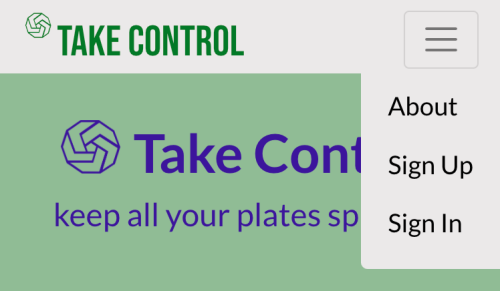 TAKE CONTROL
About
Take Cont
Sign Up
keep all your plates sp
Sign In